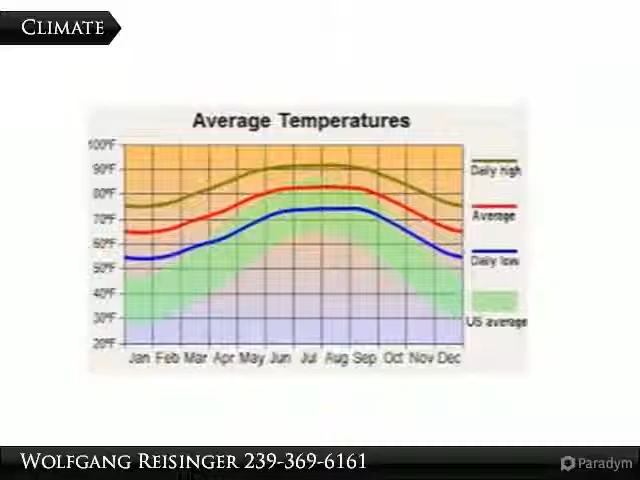 CLIMATE
Average Temperatures
100°F
90°F
80°F
70°F
60°F
50°F
40°F
30°F
20°F
Jan Feb Mar Apr May Jun Jul Aug Sep Oct Nov Dec
Daily high
Average
Daily low
US average
WOLFGANG REISINGER 239-369-6161
Paradym